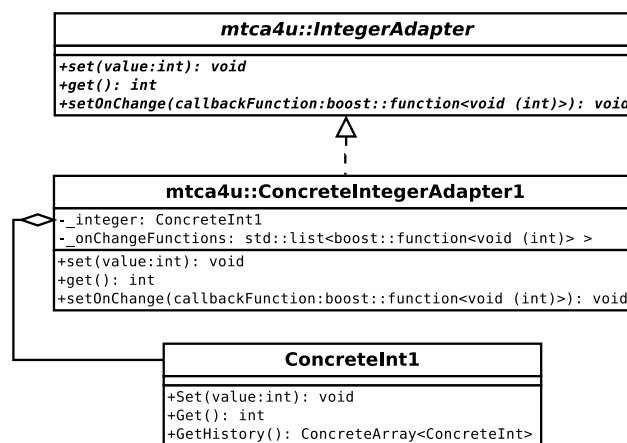 mtca4u::IntegerAdapter
+set(value:int): void
+get(): int
+setOnChange(callbackFunction:boost::function<void (int)>): void
mtca4u::ConcreteIntegerAdapter1
-_integer: ConcreteInt1
-_onChangeFunctions: std::list<boost::function<void (int)> >
+set(value:int): void
+get(): int
+setOnChange(callbackFunction:boost::function<void (int)>): void
ConcreteInt1
+Set(value:int): void
+Get(): int
+GetHistory(): ConcreteArray<ConcreteInt>